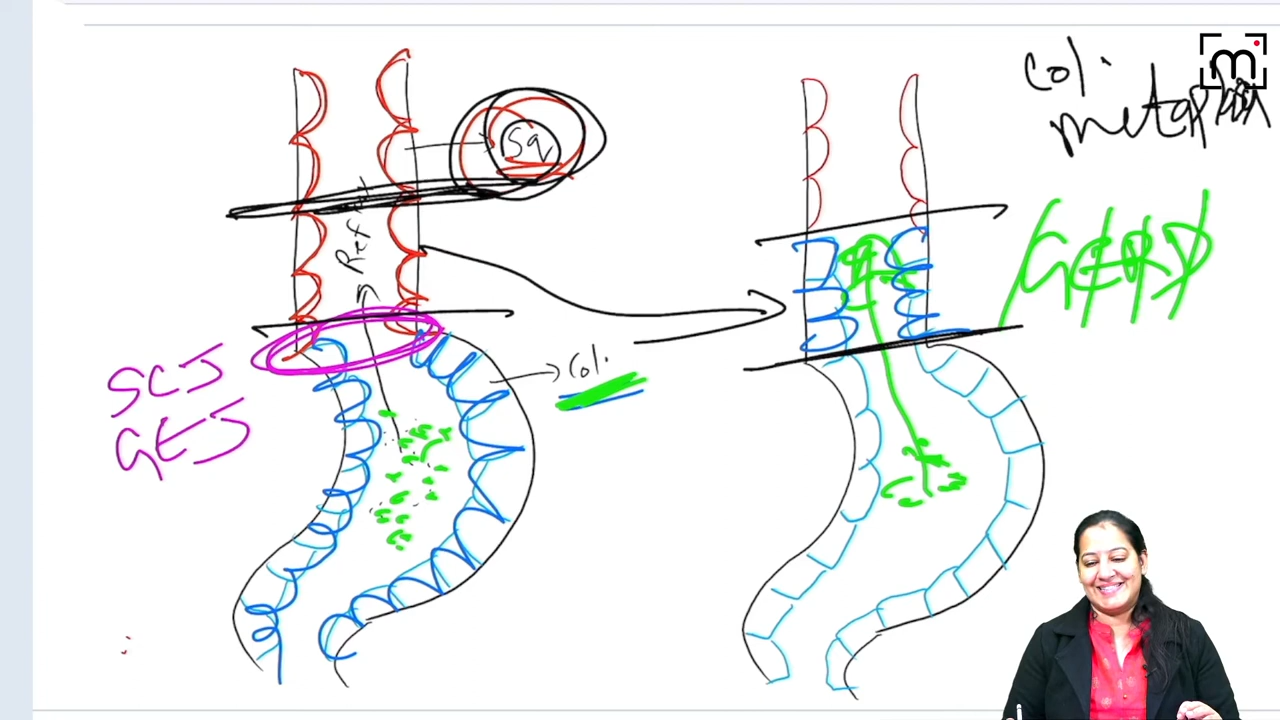 Sq
Ref
SCJ
GEJ
Col.
Col.
metaplasia
GERD
m